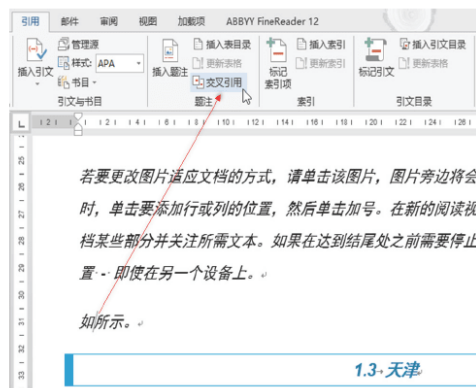 引用 邮件 审阅 视图 加载项 ABBYY FineReader 12
管理源 插入表目录 插入索引 插入引文目录
插入引文 样式: APA 插入题注 更新表格 标记索引项 更新索引 标记引文 更新表格
书目 交叉引用
引文与书目 题注 索引 引文目录
若要更改图片适应文档的方式，请单击该图片，图片旁边将会
时，单击要添加行或列的位置，然后单击加号。在新的阅读视
档某些部分并关注所需文本。如果在达到结尾处之前需要停止
置 - 即使在另一个设备上。
如所示。
1.3 天津